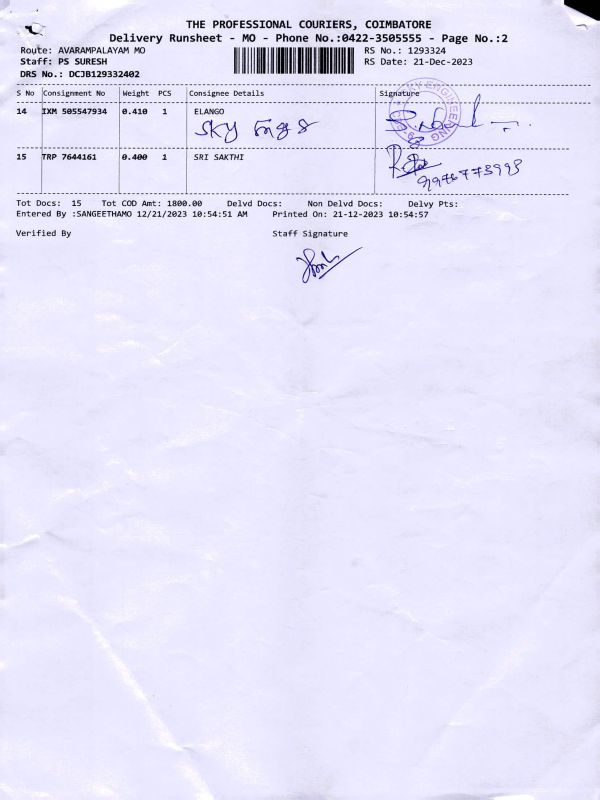 THE PROFESSIONAL COURIERS, COIMBATORE
Delivery Runsheet - MO - Phone No.:0422-3505555 - Page No.:2
Route: AVARAMPALAYAM MO RS No.: 1293324
Staff: PS SURESH RS Date: 21-Dec-2023
DRS No.: DCJB129332402
S No Consignment No Weight PCS Consignee Details Signature
14 IXM 505547934 0.410 1 ELANGO
Sky Engg
SKY ENGINEERING
15 TRP 7644161 0.400 1 SRI SAKTHI
Tot Docs: 15 Tot COD Amt: 1800.00 Delvd Docs: Non Delvd Docs: Delvy Pts:
Entered By :SANGEETHAMO 12/21/2023 10:54:51 AM Printed On: 21-12-2023 10:54:57
Verified By Staff Signature